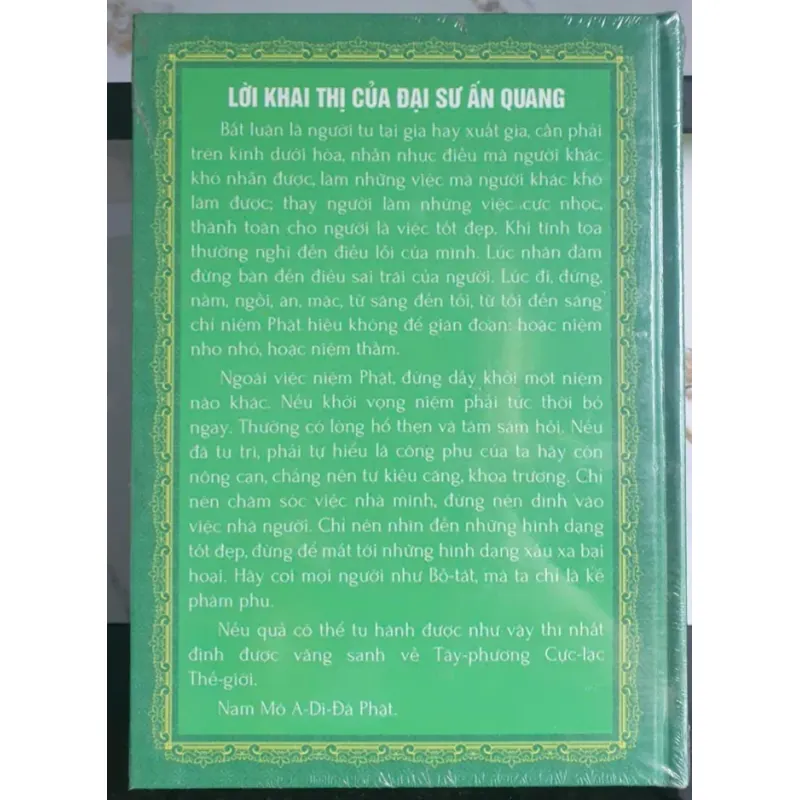 LỜI KHAI THỊ CỦA ĐẠI SƯ ẤN QUANG
Bất luận là người tu tại gia hay xuất gia, cần phải
trên kính dưới hòa, nhẫn nhục điều mà người khác
khó nhẫn được, làm những việc mà người khác khó
làm được; thay người làm những việc cực nhọc,
thành toàn cho người là việc tốt đẹp. Khi tĩnh tọa
thường nghĩ đến điều lỗi của mình. Lúc nhàn đàm
đừng bàn đến điều sai trái của người. Lúc đi, đứng,
nằm, ngồi, ăn, mặc, từ sáng đến tối, từ tối đến sáng
chỉ niệm Phật hiệu không để gián đoạn: hoặc niệm
nho nhỏ, hoặc niệm thầm.
Ngoài việc niệm Phật, đừng dấy khởi một niệm
nào khác. Nếu khởi vọng niệm phải tức thời bỏ
ngay. Thường có lòng hổ thẹn và tâm sám hối. Nếu
đã tu trì, phải tự hiểu là công phu của ta hãy còn
nông cạn, chẳng nên tự kiêu căng, khoa trương. Chỉ
nên chăm sóc việc nhà mình, đừng nên dính vào
việc nhà người. Chỉ nên nhìn đến những hình dạng
tốt đẹp, đừng để mắt tới những hình dạng xấu xa bại
hoại. Hãy coi mọi người như Bồ-tát, mà ta chỉ là kẻ
phàm phu.
Nếu quả có thể tu hành được như vậy thì nhất
định được vãng sanh về Tây-phương Cực-lạc
Thế-giới.
Nam Mô A-Di-Đà Phật.